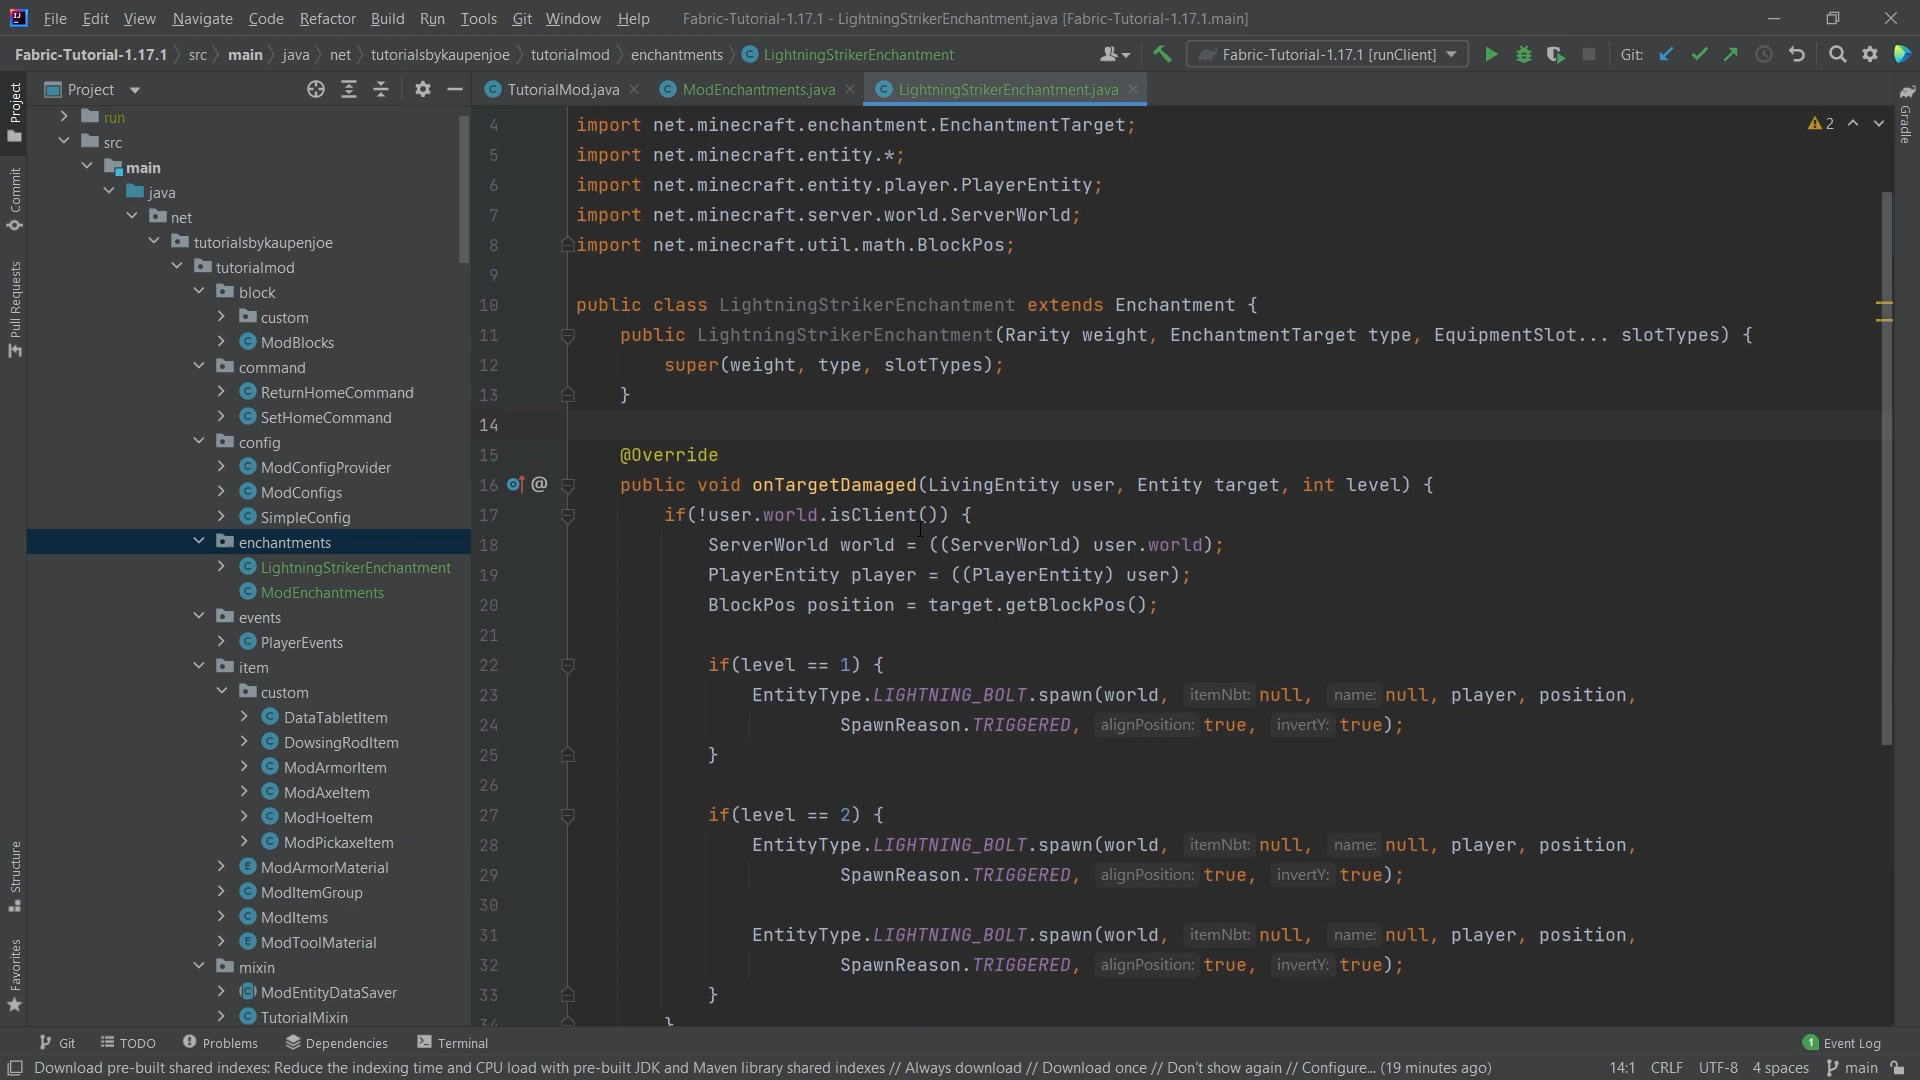 File Edit View Navigate Code Refactor Build Run Tools Git Window Help Fabric-Tutorial-1.17.1 - LightningStrikerEnchantment.java [Fabric-Tutorial-1.17.1.main]
Fabric-Tutorial-1.17.1 src main java net tutorialsbykaupenjoe tutorialmod enchantments LightningStrikerEnchantment Fabric-Tutorial-1.17.1 [runClient] Git:
Project
TutorialMod.java ModEnchantments.java LightningStrikerEnchantment.java
Project
Commit
Pull Requests
Structure
Favorites
run
src
main
java
net
tutorialsbykaupenjoe
tutorialmod
block
custom
ModBlocks
command
ReturnHomeCommand
SetHomeCommand
config
ModConfigProvider
ModConfigs
SimpleConfig
enchantments
LightningStrikerEnchantment
ModEnchantments
events
PlayerEvents
item
custom
DataTabletItem
DowsingRodItem
ModArmorItem
ModAxeItem
ModHoeItem
ModPickaxeItem
ModArmorMaterial
ModItemGroup
ModItems
ModToolMaterial
mixin
ModEntityDataSaver
TutorialMixin
4 import net.minecraft.enchantment.EnchantmentTarget;
5 import net.minecraft.entity.*;
6 import net.minecraft.entity.player.PlayerEntity;
7 import net.minecraft.server.world.ServerWorld;
8 import net.minecraft.util.math.BlockPos;
9
10 public class LightningStrikerEnchantment extends Enchantment {
11 public LightningStrikerEnchantment(Rarity weight, EnchantmentTarget type, EquipmentSlot... slotTypes) {
12 super(weight, type, slotTypes);
13 }
14
15 @Override
16 @ public void onTargetDamaged(LivingEntity user, Entity target, int level) {
17 if(!user.world.isClient()) {
18 ServerWorld world = ((ServerWorld) user.world);
19 PlayerEntity player = ((PlayerEntity) user);
20 BlockPos position = target.getBlockPos();
21
22 if(level == 1) {
23 EntityType.LIGHTNING_BOLT.spawn(world, itemNbt: null, name: null, player, position,
24 SpawnReason.TRIGGERED, alignPosition: true, invertY: true);
25 }
26
27 if(level == 2) {
28 EntityType.LIGHTNING_BOLT.spawn(world, itemNbt: null, name: null, player, position,
29 SpawnReason.TRIGGERED, alignPosition: true, invertY: true);
30
31 EntityType.LIGHTNING_BOLT.spawn(world, itemNbt: null, name: null, player, position,
32 SpawnReason.TRIGGERED, alignPosition: true, invertY: true);
33 }
34 }
2
Gradle
Git TODO Problems Dependencies Terminal 1 Event Log
Download pre-built shared indexes: Reduce the indexing time and CPU load with pre-built JDK and Maven library shared indexes // Always download // Download once // Don't show again // Configure... (19 minutes ago) 14:1 CRLF UTF-8 4 spaces main